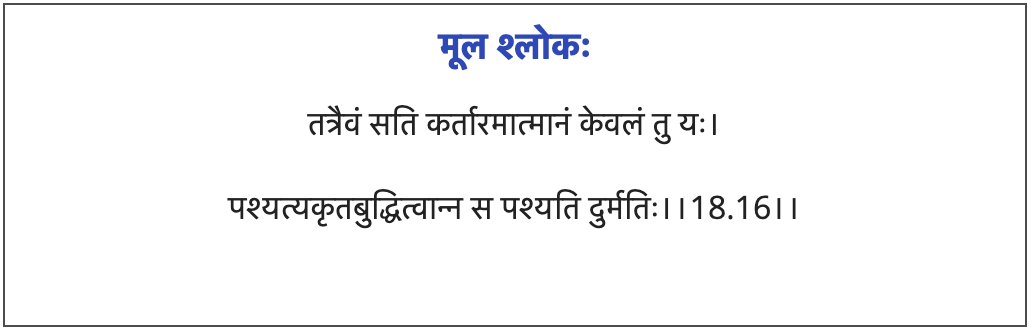 मूल श्लोकः
तत्रैवं सति कर्तारमात्मानं केवलं तु यः।
पश्यत्यकृतबुद्धित्वान्न स पश्यति दुर्मतिः।।18.16।।